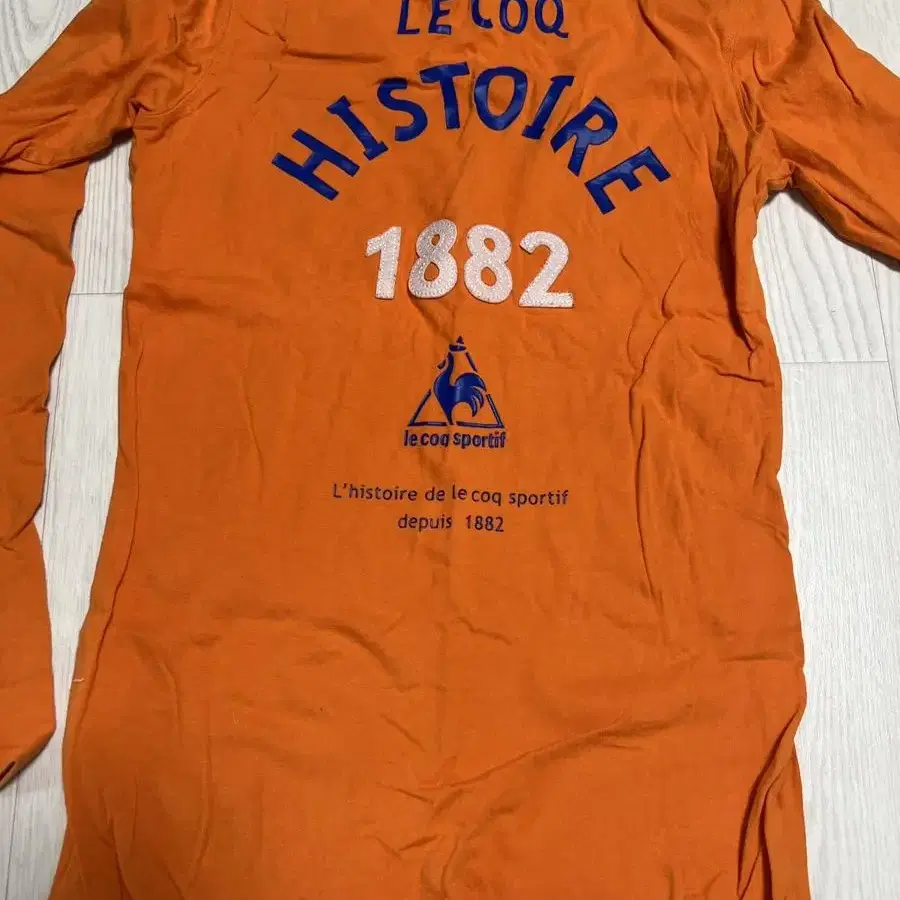 LE COQ
HISTOIRE
1882
le coq sportif
L'histoire de le coq sportif
depuis 1882